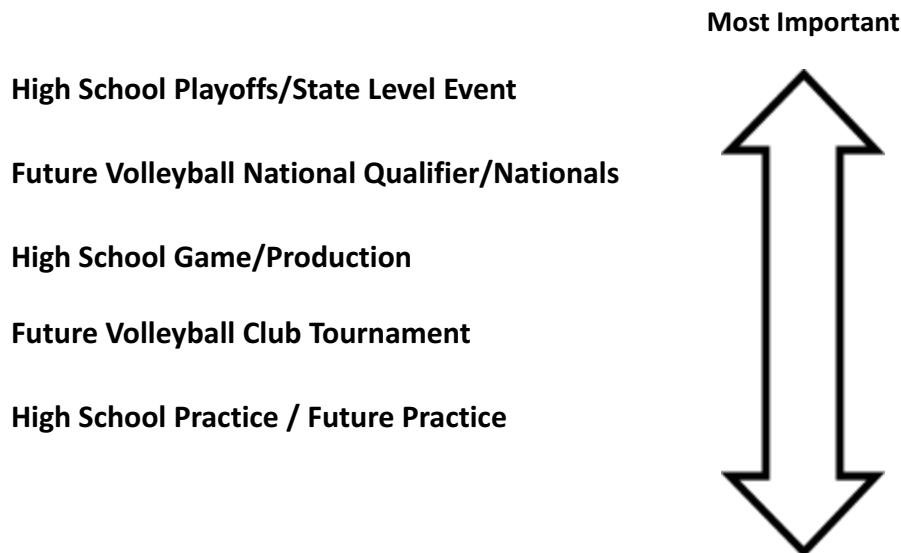 Most Important
High School Playoffs/State Level Event
Future Volleyball National Qualifier/Nationals
High School Game/Production
Future Volleyball Club Tournament
High School Practice / Future Practice